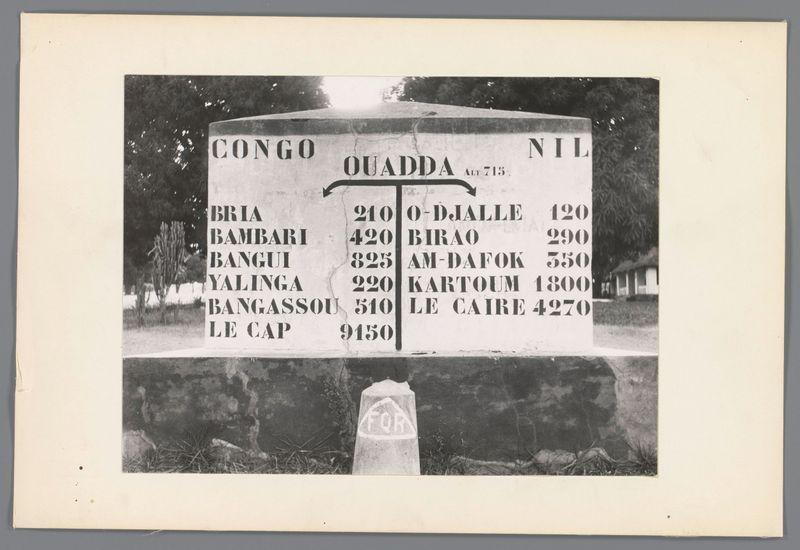 CONGO NIL
OUADDA ALT 715
BRIA 210
BAMBARI 420
BANGUI 825
YALINGA 220
BANGASSOU 510
LE CAP 9150
O-DJALLE 120
BIRAO 290
AM-DAFOK 350
KARTOUM 1800
LE CAIRE 4270
FQR